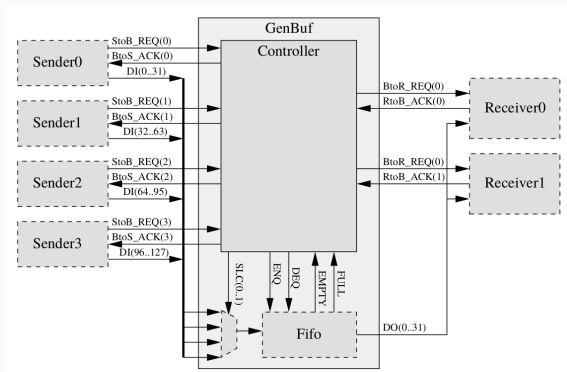 GenBuf
Controller
StoB_REQ(0)
BtoS_ACK(0)
DI(0..31)
Sender0
StoB_REQ(1)
BtoS_ACK(1)
DI(32..63)
Sender1
StoB_REQ(2)
BtoS_ACK(2)
DI(64..95)
Sender2
StoB_REQ(3)
BtoS_ACK(3)
DI(96..127)
Sender3
BtoR_REQ(0)
RtoB_ACK(0)
Receiver0
BtoR_REQ(0)
RtoB_ACK(1)
Receiver1
SLC(0..1)
ENQ
DEQ
EMPTY
FULL
Fifo
DO(0..31)